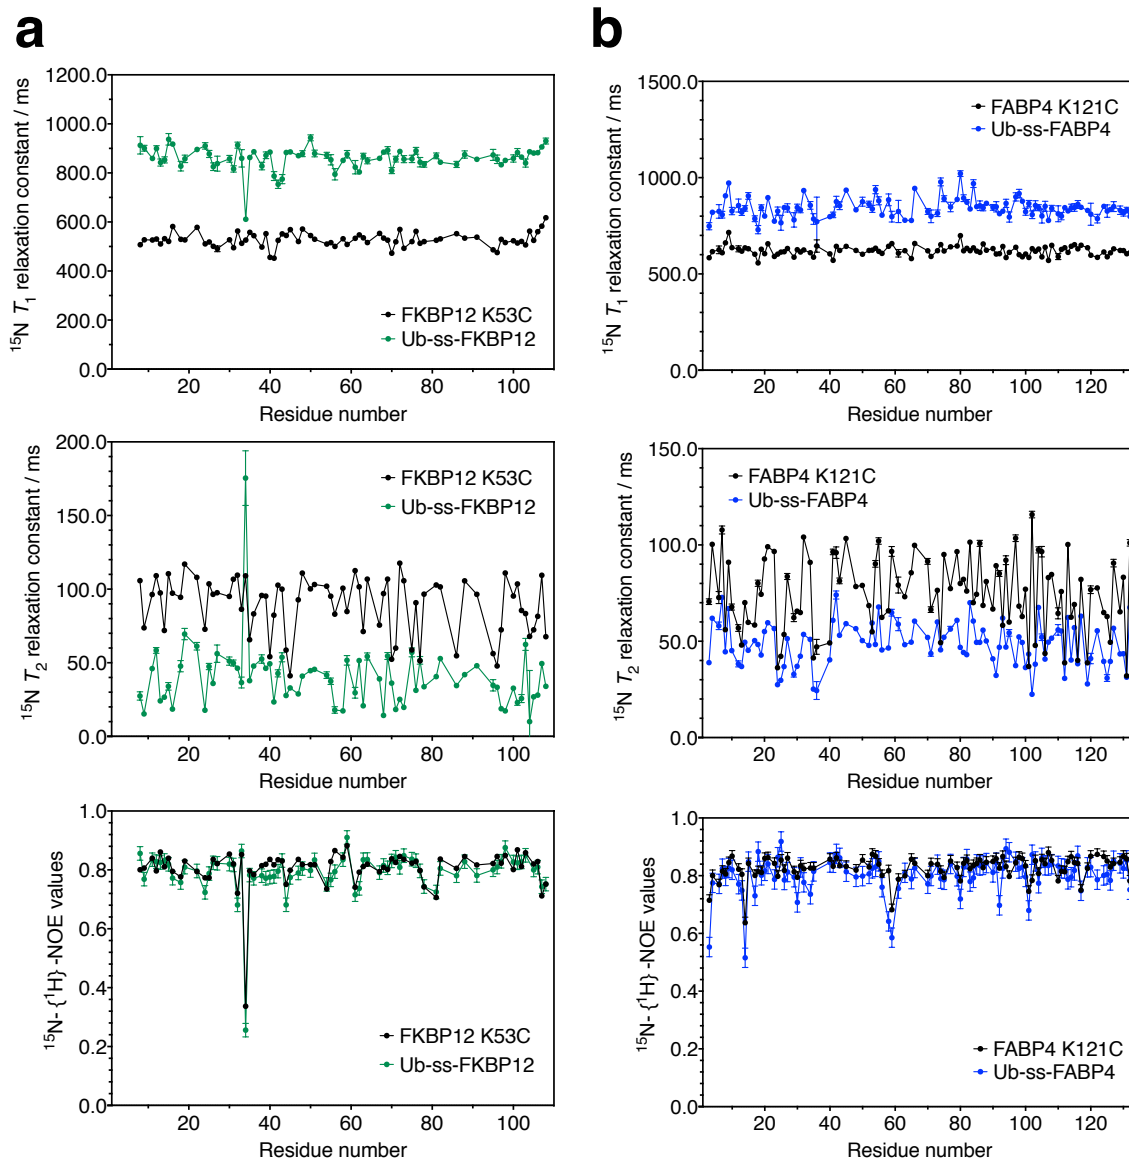 a
1200.0
1000.0
800.0
600.0
400.0
200.0
0.0
15N T1 relaxation constant / ms
FKBP12 K53C
Ub-ss-FKBP12
20 40 60 80 100
Residue number
200.0
150.0
100.0
50.0
0.0
15N T2 relaxation constant / ms
FKBP12 K53C
Ub-ss-FKBP12
20 40 60 80 100
Residue number
1.0
0.8
0.6
0.4
0.2
0.0
15N- {1H} -NOE values
FKBP12 K53C
Ub-ss-FKBP12
20 40 60 80 100
Residue number
b
1500.0
1000.0
500.0
0.0
15N T1 relaxation constant / ms
FABP4 K121C
Ub-ss-FABP4
20 40 60 80 100 120
Residue number
150.0
100.0
50.0
0.0
15N T2 relaxation constant / ms
FABP4 K121C
Ub-ss-FABP4
20 40 60 80 100 120
Residue number
1.0
0.8
0.6
0.4
0.2
0.0
15N- {1H} -NOE values
FABP4 K121C
Ub-ss-FABP4
20 40 60 80 100 120
Residue number